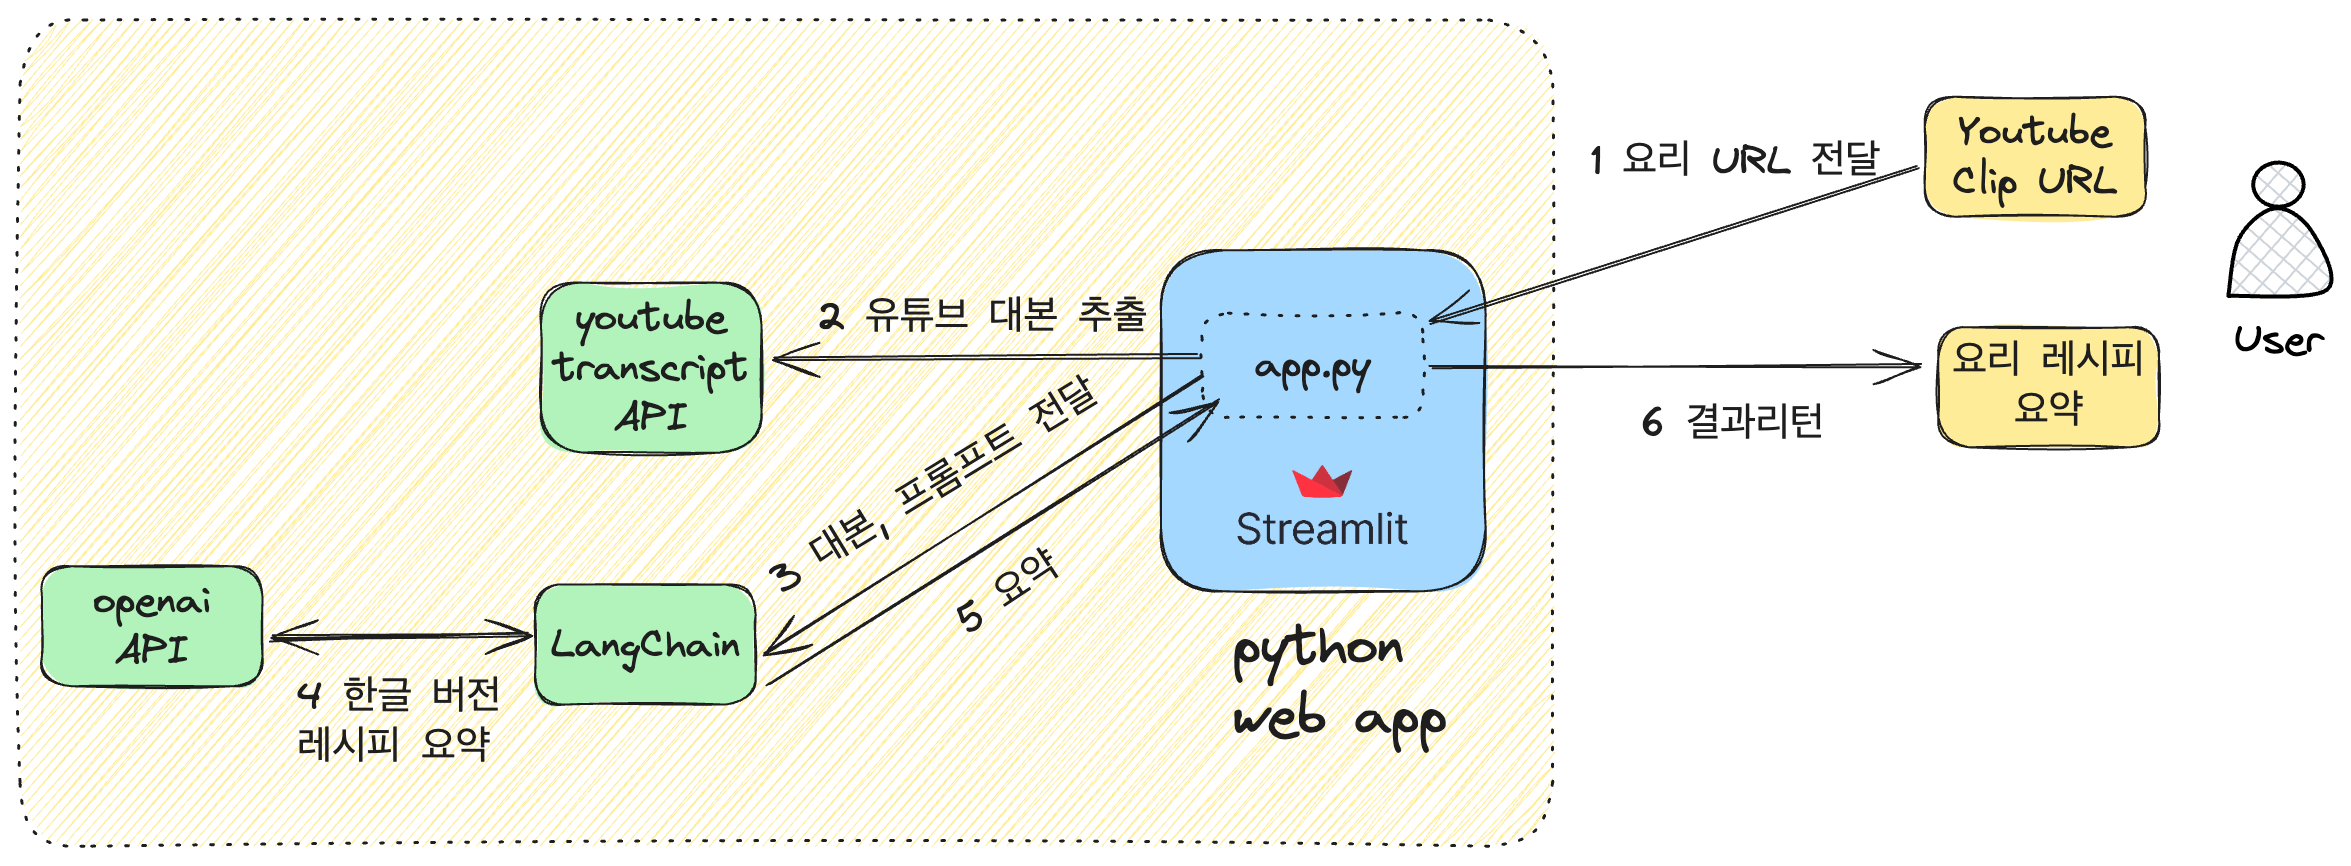 1 요리 URL 전달
Youtube
Clip URL
User
2 유튜브 대본 추출
youtube
transcript
API
app.py
Streamlit
python
web app
요리 레시피
요약
6 결과리턴
3 대본, 프롬프트 전달
5 요약
openai
API
LangChain
4 한글 버전
레시피 요약